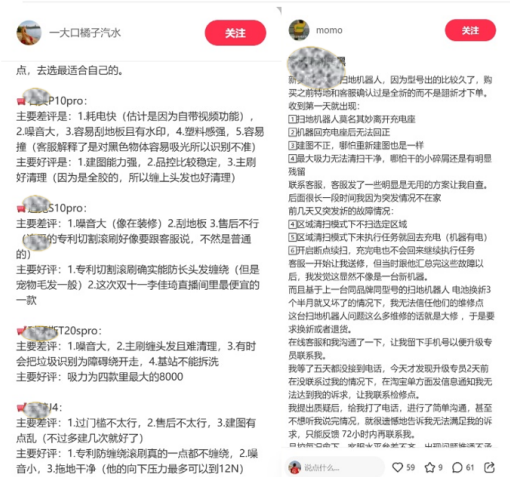 一大口橘子汽水
关注
点，去选最适合自己的。
P10pro：
主要差评：是：1.耗电快（估计是因为自带视频功能），
2.噪音大，3.容易刮地板且有水印，4.塑料感强，5.容易
撞（客服解释了是对黑色物体容易吸光所以识别不准）
主要好评是：1.建图能力强，2.品控比较稳定，3.主刷
好清理（因为是全胶的，所以缠上头发也好清理）
S10pro：
主要差评：1.噪音大（像在装修）2.刮地板 3.售后不行
的专利切割滚刷好像要跟客服说，不然是普通
的）
主要好评：1.专利切割滚刷确实能防长头发缠绕（但是
宠物毛发一般）2.这次双十一李佳琦直播间里最便宜的
一款
T20spro：
主要差评：1.噪音大，2.主刷缠头发且难清理，3.有时
会把垃圾识别为障碍绕开走，4.基站不能拆洗
主要好评：吸力为四款里最大的8000
J4：
主要差评：1.过门槛不太行，2.售后不太行，3.建图有
点乱（不过多建几次就好了）
主要好评：1.专利防缠绕滚刷真的一点都不缠绕，2.噪
音小，3.拖地干净（他的向下压力最多可以到12N）
momo
关注
扫地机器人，因为型号出的比较久了，购
买之前特地和客服确认过是全新的而不是翻新才下单。
收到第一天就出现：
1扫地机器人莫名其妙离开充电座
2机器回充电座后无法回正
3建图不正，哪怕重新建图也是一样
4最大吸力无法清扫干净，哪怕干的小碎屑还是有明显
残留
联系客服，客服发了一些明显是无用的方案让我自查。
后面很长一段时间我因为突发情况不在家
前几天又突发新的故障情况：
4区域清扫模式下不扫选定区域
5区域清扫模式下未执行任务就回去充电（机器有电）
6开启断点续扫，充完电也不会回来继续执行任务
客服一开始让我送修，但当时跟他汇总完这些故障以
后，我发觉这显然不像是一台新机器。
而且基于上一台同品牌同型号的扫地机器人 电池换新3
个半月就又坏了的情况下，我无法信任他们的维修点
这台扫地机器人问题这么多维修的话就是大修 ，于是要
求换新或者退货。
在线客服和我沟通了一下，让我留下手机号以便升级专
员联系我。
我等了五天都没接到电话，今天才发现升级专员2天前
在没联系过我的情况下，在淘宝单方面发信息通知我无
法达到我的诉求，让我联系检修点。
我提出质疑后，给我打了电话，进行了简单沟通，甚至
不想听我说完情况，就很遗憾地告诉我无法满足我的诉
求，只能反馈 72小时内再联系我。
说点什么...
59
9
61